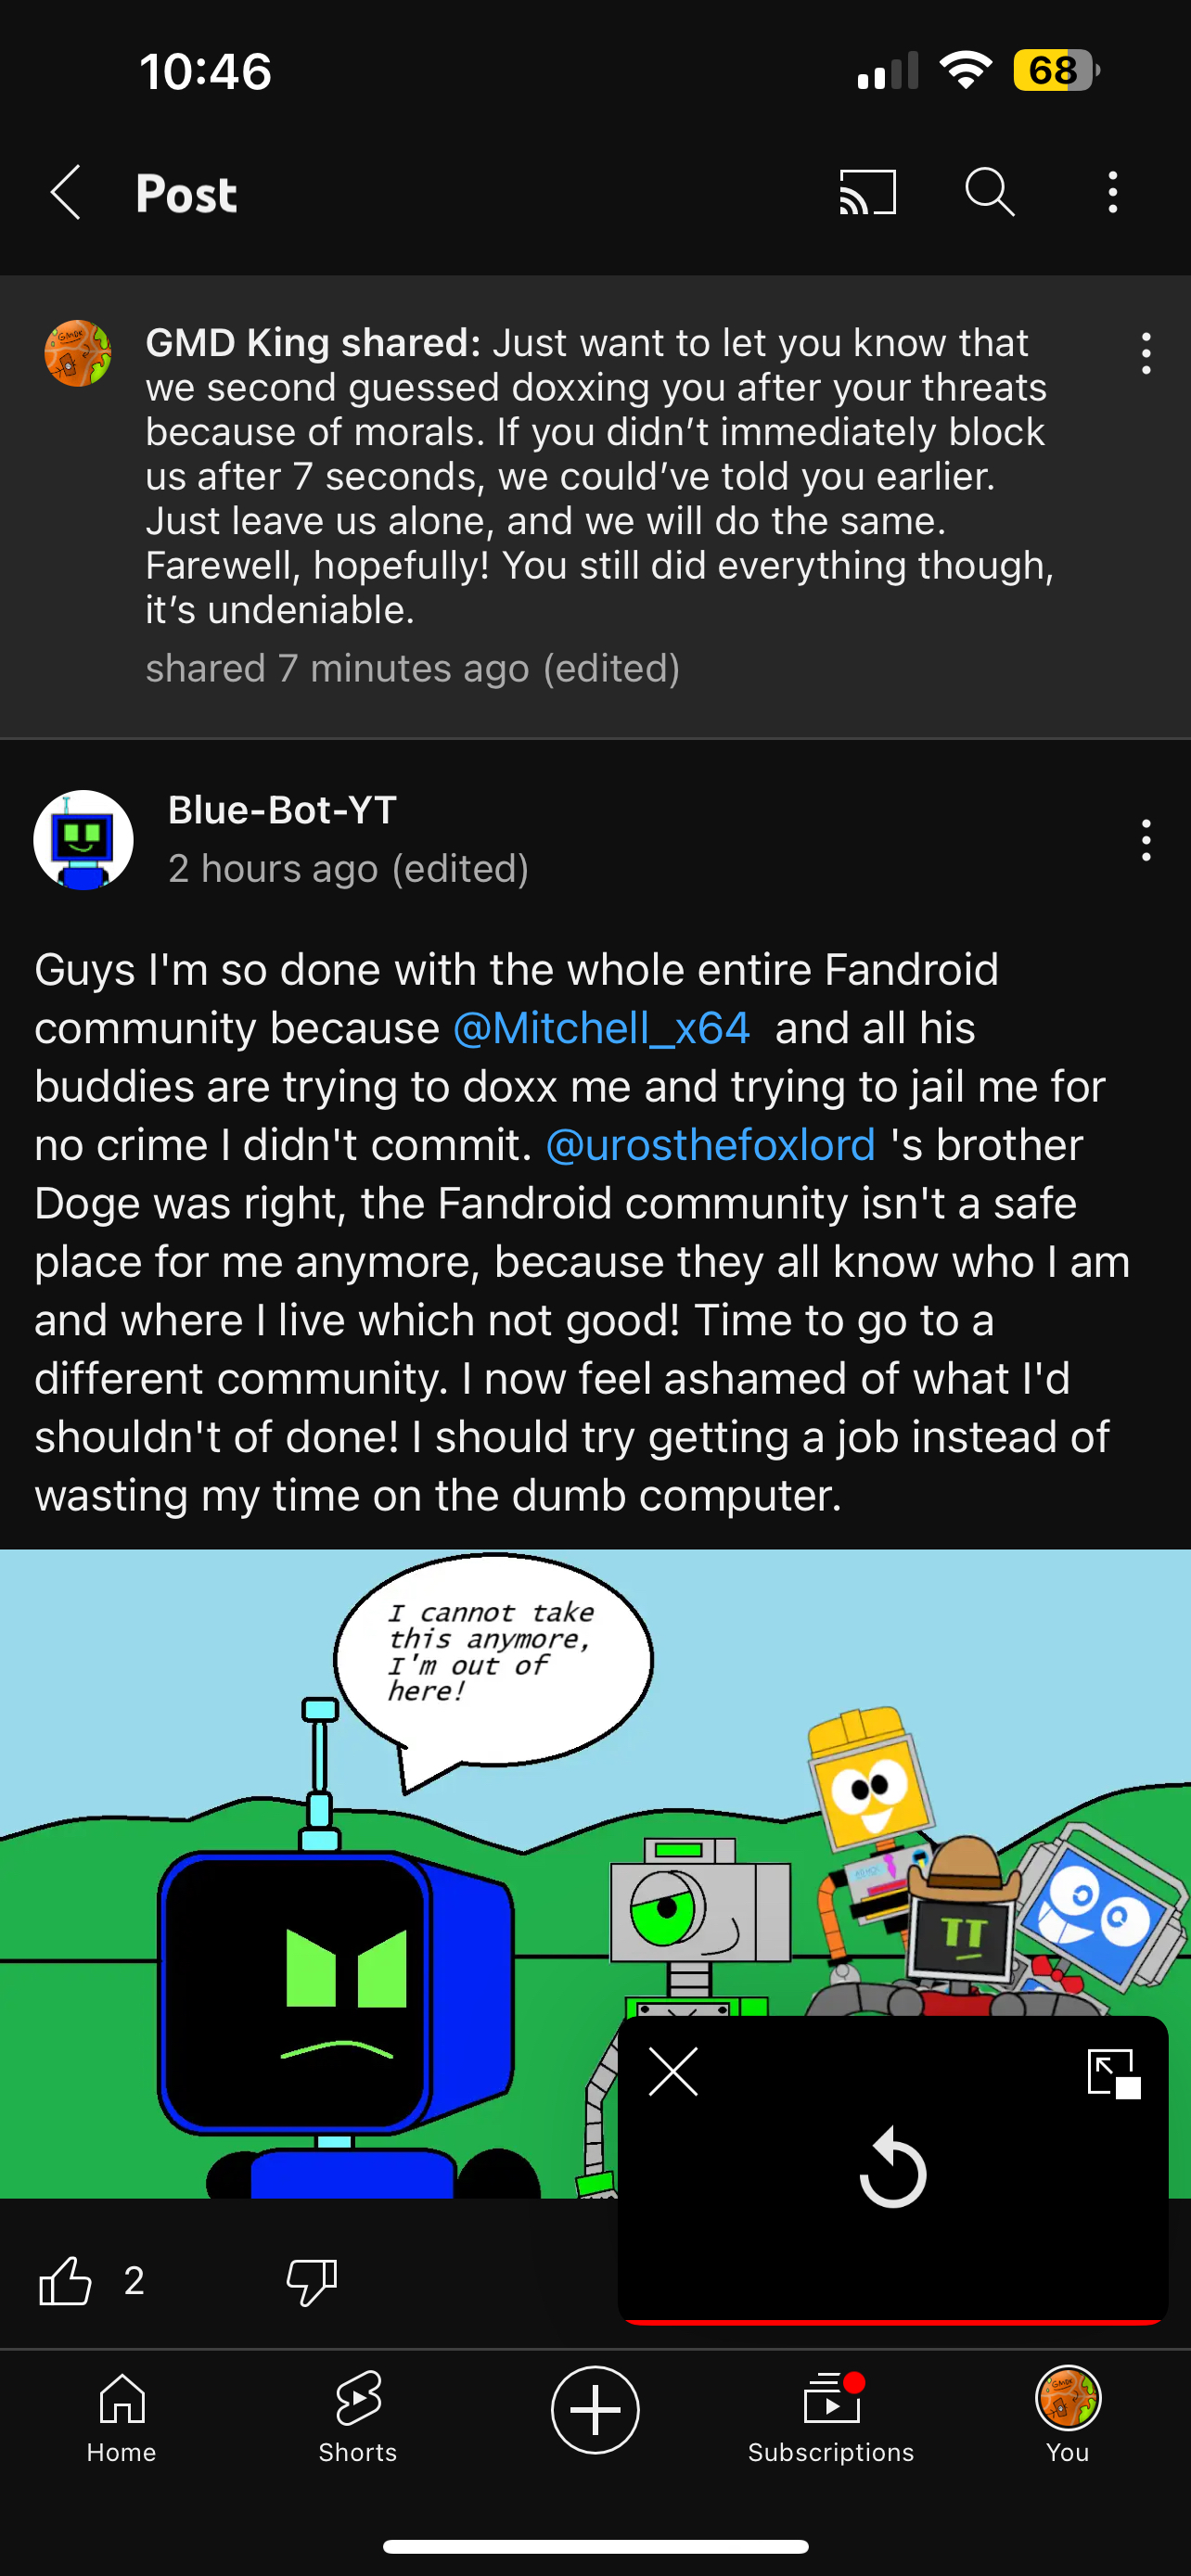 10:46
68
Post
GMD King shared: Just want to let you know that
we second guessed doxxing you after your threats
because of morals. If you didn’t immediately block
us after 7 seconds, we could’ve told you earlier.
Just leave us alone, and we will do the same.
Farewell, hopefully! You still did everything though,
it’s undeniable.
shared 7 minutes ago (edited)
Blue-Bot-YT
2 hours ago (edited)
Guys I'm so done with the whole entire Fandroid
community because @Mitchell_x64 and all his
buddies are trying to doxx me and trying to jail me for
no crime I didn't commit. @urosthefoxlord 's brother
Doge was right, the Fandroid community isn't a safe
place for me anymore, because they all know who I am
and where I live which not good! Time to go to a
different community. I now feel ashamed of what I'd
shouldn't of done! I should try getting a job instead of
wasting my time on the dumb computer.
I cannot take
this anymore,
I'm out of
here!
2
Home
Shorts
Subscriptions
You